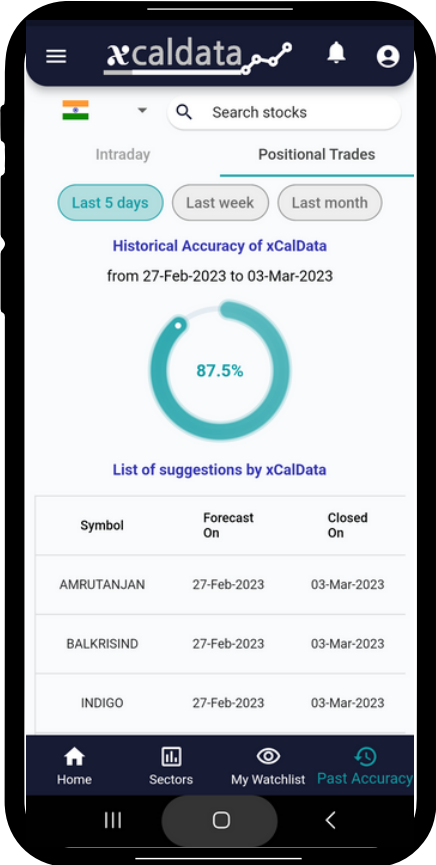 xcaldata
Search stocks
Intraday Positional Trades
Last 5 days Last week Last month
Historical Accuracy of xCalData
from 27-Feb-2023 to 03-Mar-2023
87.5%
List of suggestions by xCalData
Symbol Forecast On Closed On
AMRUTANJAN 27-Feb-2023 03-Mar-2023
BALKRISIND 27-Feb-2023 03-Mar-2023
INDIGO 27-Feb-2023 03-Mar-2023
Home Sectors My Watchlist Past Accuracy